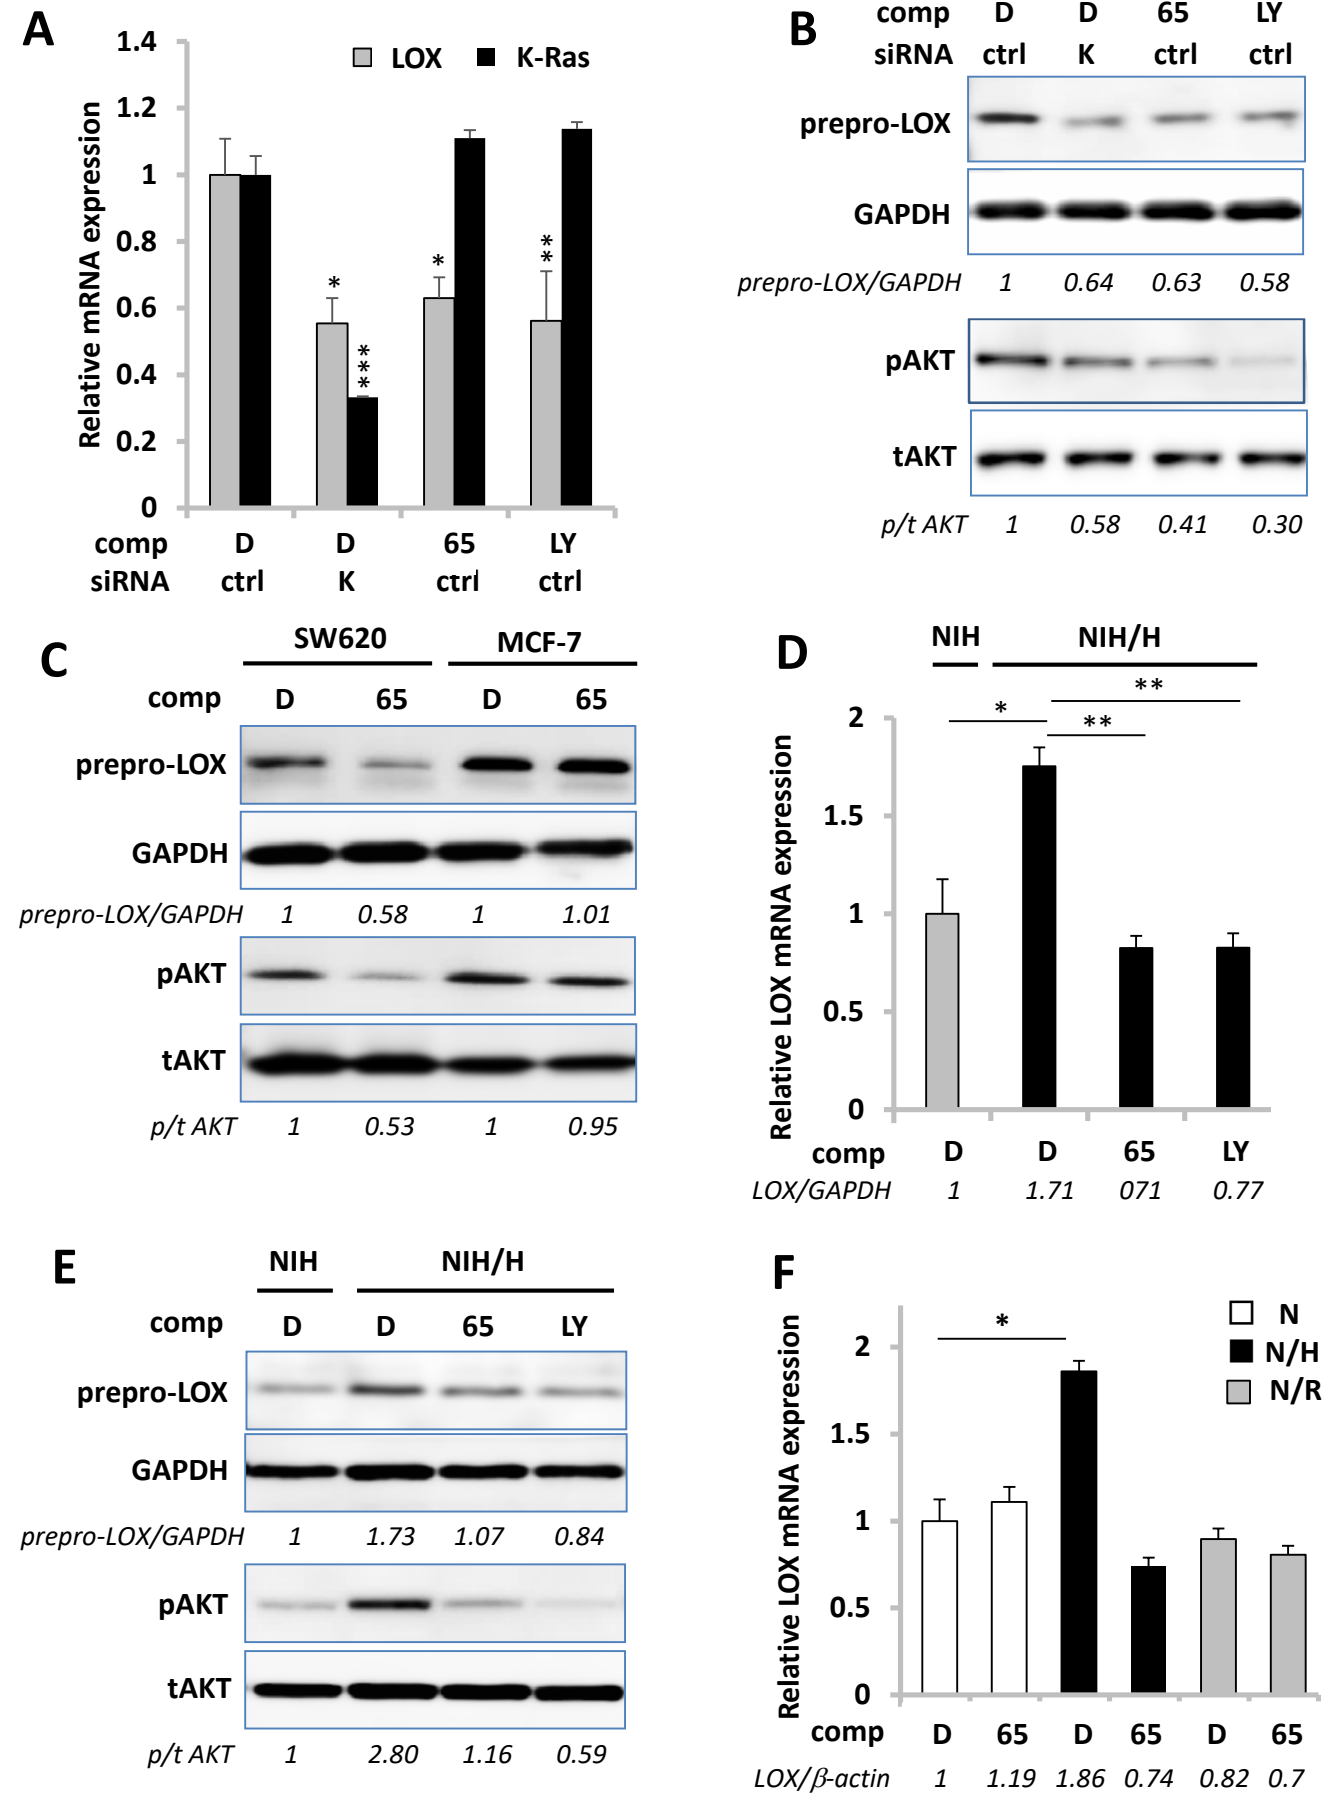 A
1.4
1.2
1
0.8
0.6
0.4
0.2
0
Relative mRNA expression
LOX K-Ras
* *** * **
comp D D 65 LY
siRNA ctrl K ctrl ctrl
B
comp D D 65 LY
siRNA ctrl K ctrl ctrl
prepro-LOX
GAPDH
prepro-LOX/GAPDH 1 0.64 0.63 0.58
pAKT
tAKT
p/t AKT 1 0.58 0.41 0.30
C
SW620 MCF-7
comp D 65 D 65
prepro-LOX
GAPDH
prepro-LOX/GAPDH 1 0.58 1 1.01
pAKT
tAKT
p/t AKT 1 0.53 1 0.95
D
NIH NIH/H
**
* **
2
1.5
1
0.5
0
Relative LOX mRNA expression
comp D D 65 LY
LOX/GAPDH 1 1.71 071 0.77
E
NIH NIH/H
comp D D 65 LY
prepro-LOX
GAPDH
prepro-LOX/GAPDH 1 1.73 1.07 0.84
pAKT
tAKT
p/t AKT 1 2.80 1.16 0.59
F
N
N/H
N/R
*
2
1.5
1
0.5
0
Relative LOX mRNA expression
comp D 65 D 65 D 65
LOX/β-actin 1 1.19 1.86 0.74 0.82 0.7